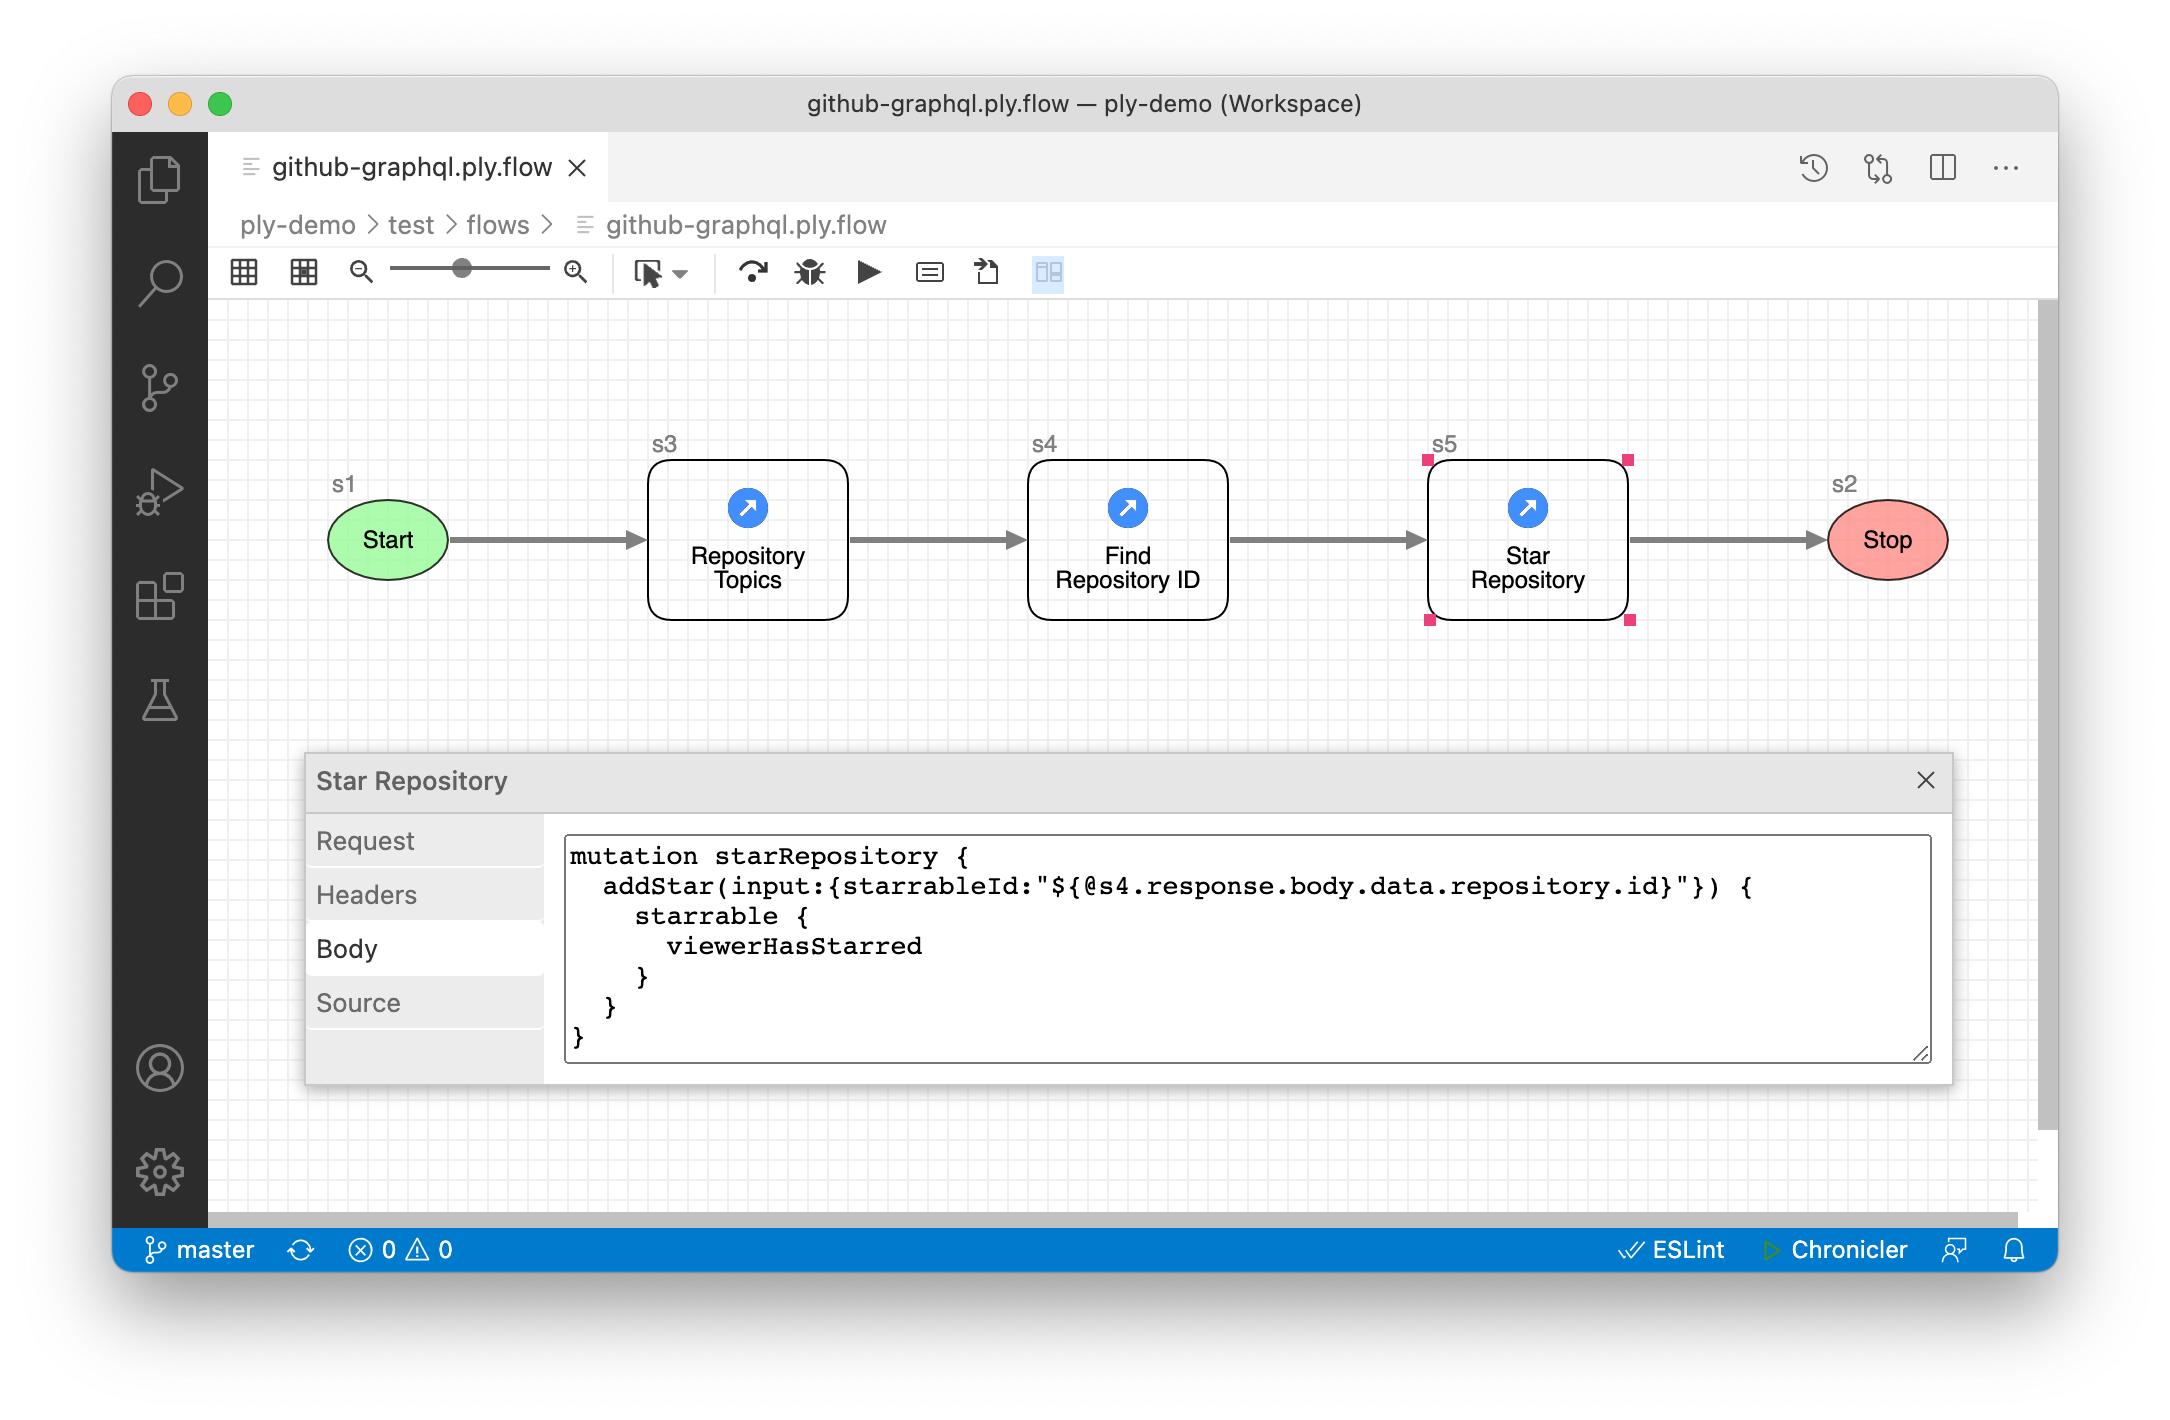 github-graphql.ply.flow — ply-demo (Workspace)
github-graphql.ply.flow
ply-demo > test > flows > github-graphql.ply.flow
s1
Start
s3
Repository
Topics
s4
Find
Repository ID
s5
Star
Repository
s2
Stop
Star Repository
Request
Headers
Body
Source
mutation starRepository {
  addStar(input:{starrableId:"${@s4.response.body.data.repository.id}"}) {
    starrable {
      viewerHasStarred
    }
  }
}
master 0 0 ESLint Chronicler